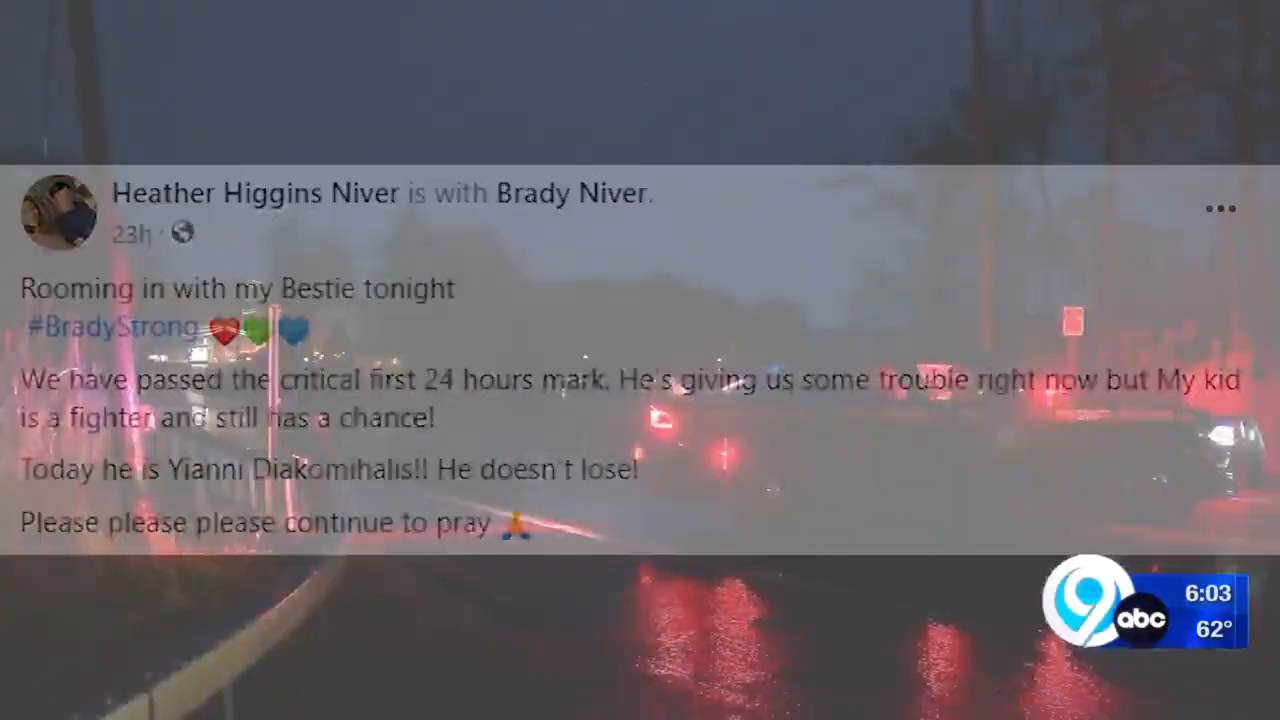 Heather Higgins Niver is with Brady Niver.
23h ·
Rooming in with my Bestie tonight
#BradyStrong ❤️💚💙
We have passed the critical first 24 hours mark. He's giving us some trouble right now but My kid
is a fighter and still has a chance!
Today he is Yianni Diakomihalis!! He doesn't lose!
Please please please continue to pray 🙏
9 abc 6:03
62°